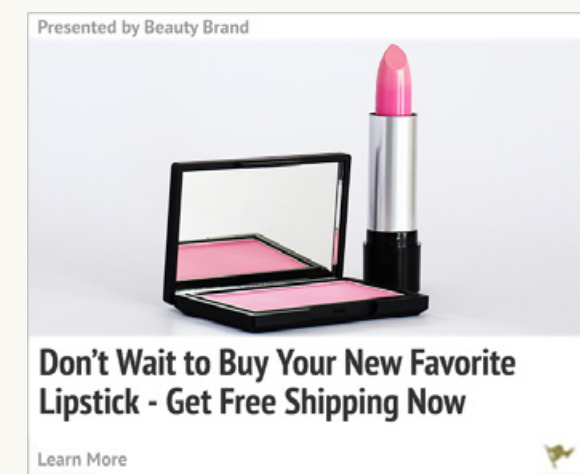 Presented by Beauty Brand
Don't Wait to Buy Your New Favorite
Lipstick - Get Free Shipping Now
Learn More